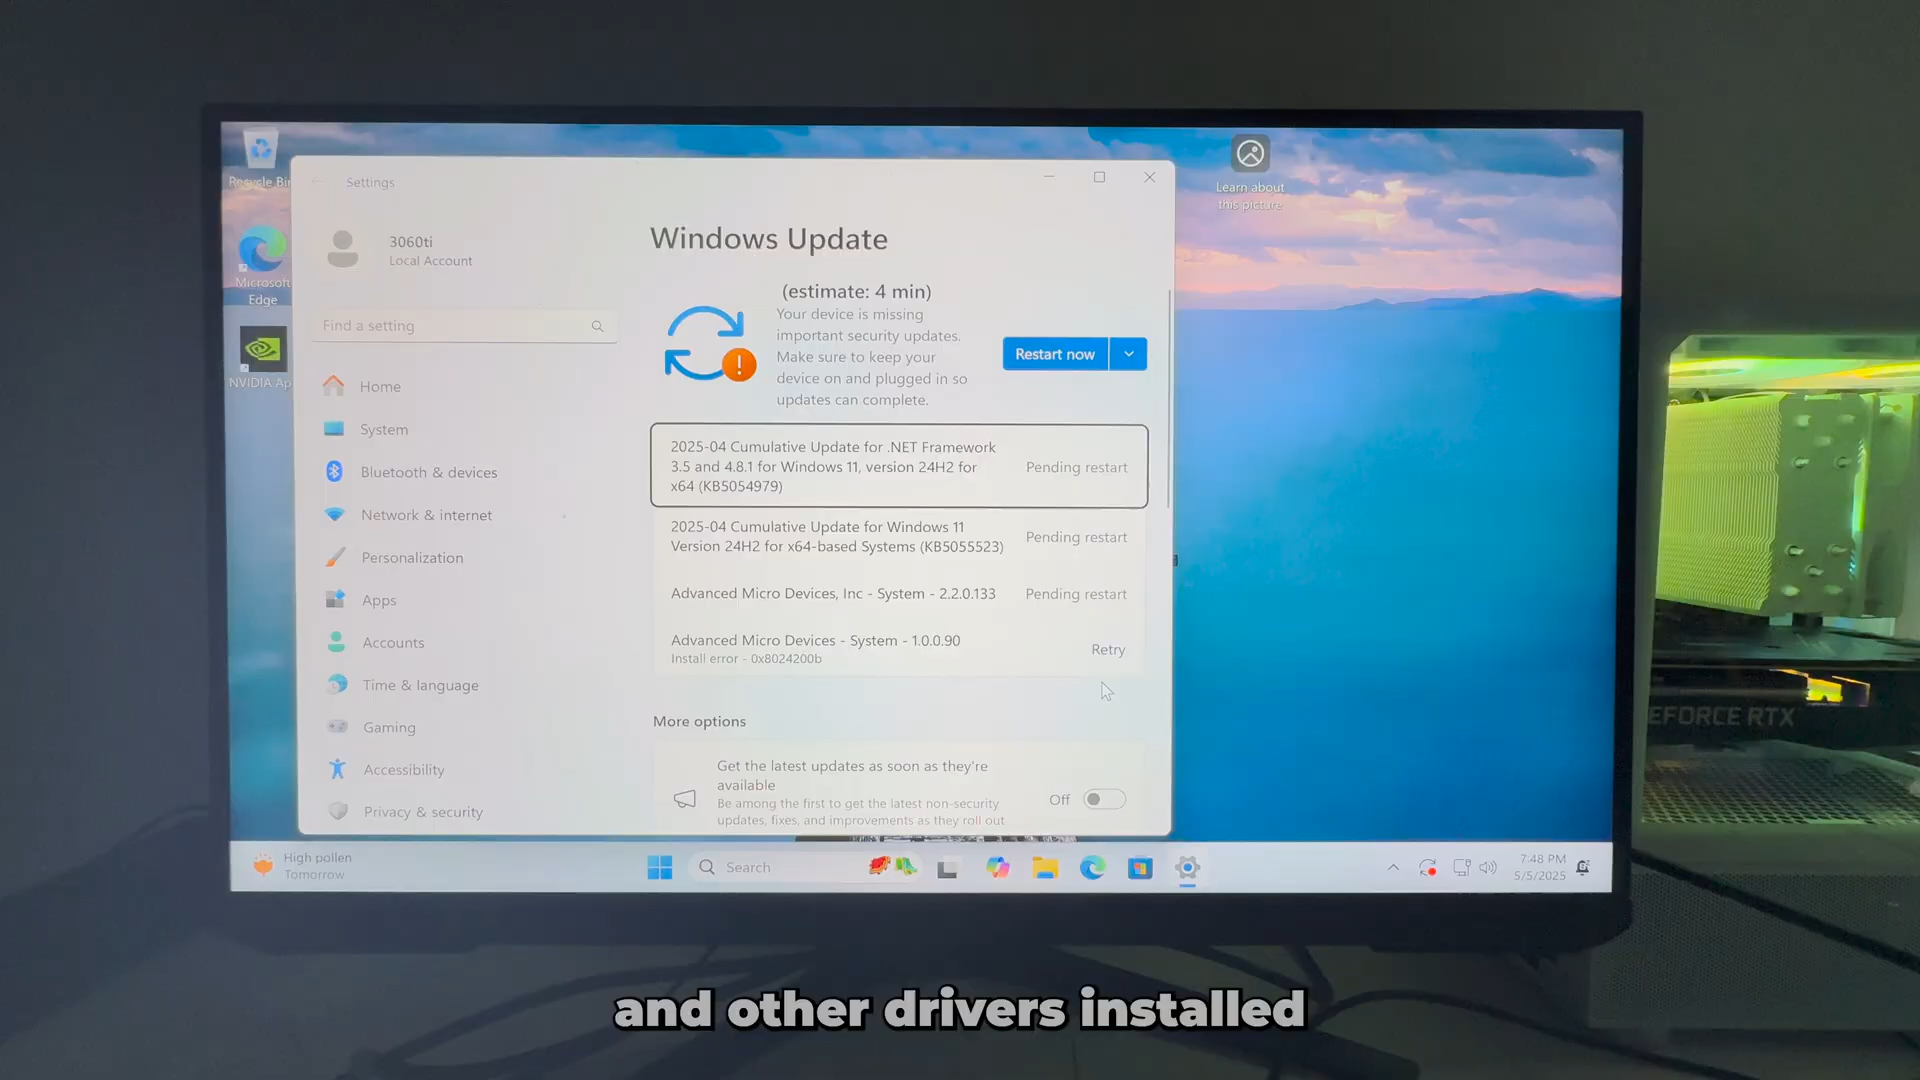 Recycle Bin
Microsoft
Edge
NVIDIA Ap
Settings
3060ti
Local Account
Find a setting
Home
System
Bluetooth & devices
Network & internet
Personalization
Apps
Accounts
Time & language
Gaming
Accessibility
Privacy & security
Windows Update
(estimate: 4 min)
Your device is missing
important security updates.
Make sure to keep your
device on and plugged in so
updates can complete.
Restart now
2025-04 Cumulative Update for .NET Framework
3.5 and 4.8.1 for Windows 11, version 24H2 for
x64 (KB5054979)
Pending restart
2025-04 Cumulative Update for Windows 11
Version 24H2 for x64-based Systems (KB5055523)
Pending restart
Advanced Micro Devices, Inc - System - 2.2.0.133
Pending restart
Advanced Micro Devices - System - 1.0.0.90
Install error - 0x8024200b
Retry
More options
Get the latest updates as soon as they're
available
Be among the first to get the latest non-security
updates, fixes, and improvements as they roll out
Off
Learn about
this picture
EFORCE RTX
High pollen
Tomorrow
Search
7:48 PM
5/5/2025
and other drivers installed